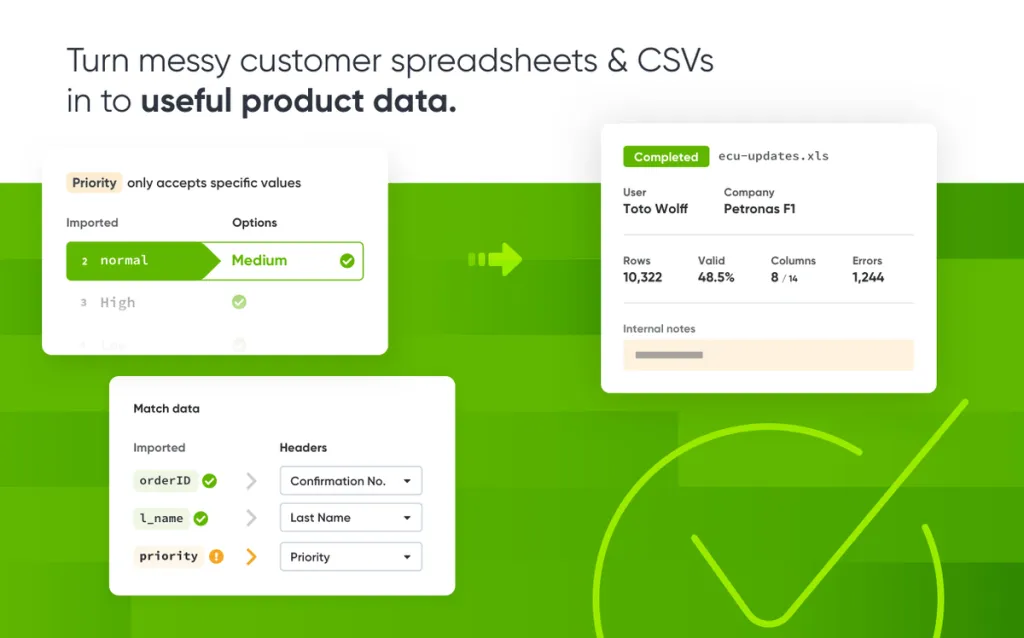 Turn messy customer spreadsheets & CSVs
in to useful product data.
Priority only accepts specific values
Imported Options
2 normal Medium
3 High
Match data
Imported Headers
orderID Confirmation No.
l_name Last Name
priority Priority
Completed ecu-updates.xls
User Company
Toto Wolff Petronas F1
Rows Valid Columns Errors
10,322 48.5% 8 / 14 1,244
Internal notes